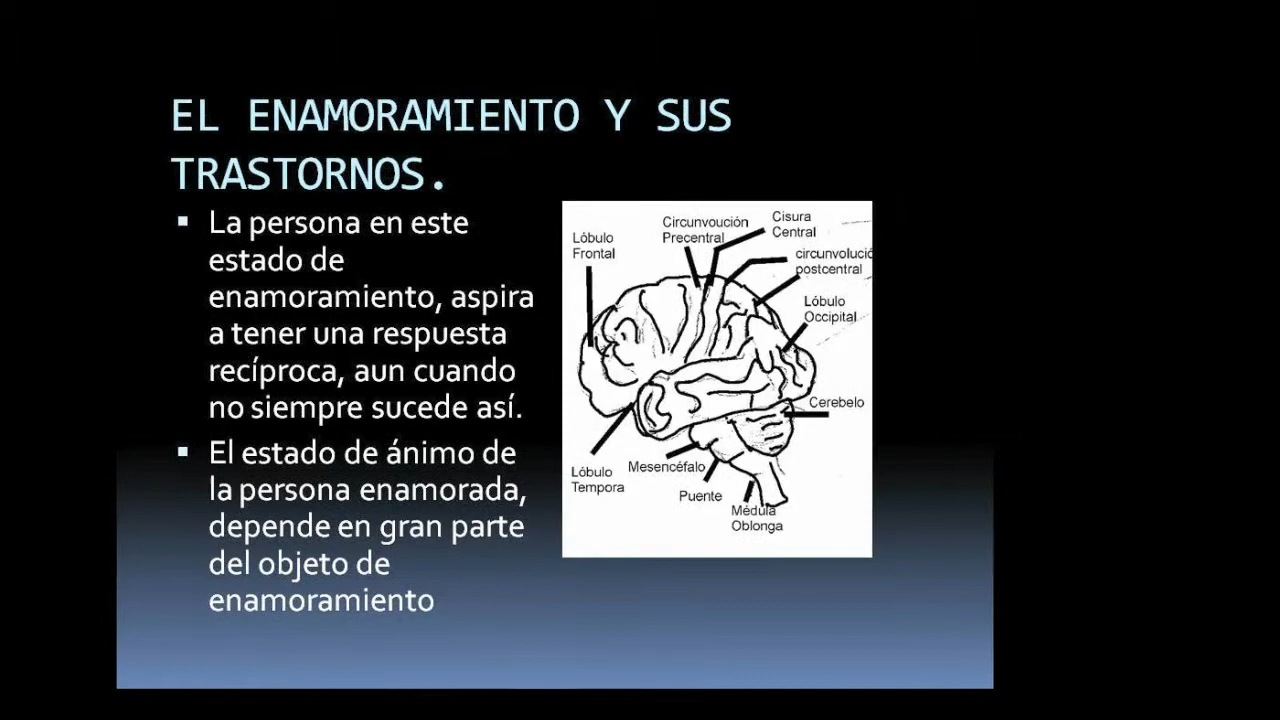 EL ENAMORAMIENTO Y SUS
TRASTORNOS.
▪ La persona en este
estado de
enamoramiento, aspira
a tener una respuesta
recíproca, aun cuando
no siempre sucede así.
▪ El estado de ánimo de
la persona enamorada,
depende en gran parte
del objeto de
enamoramiento
Lóbulo
Frontal
Circunvoución
Precentral
Cisura
Central
circunvolució
postcentral
Lóbulo
Occipital
Cerebelo
Lóbulo
Tempora
Mesencéfalo
Puente
Médula
Oblonga